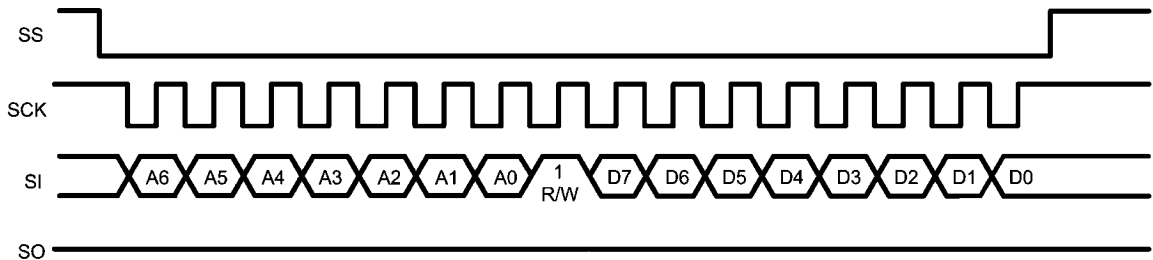 SS
SCK
SI A6 A5 A4 A3 A2 A1 A0 1 D7 D6 D5 D4 D3 D2 D1 D0
R/W
SO